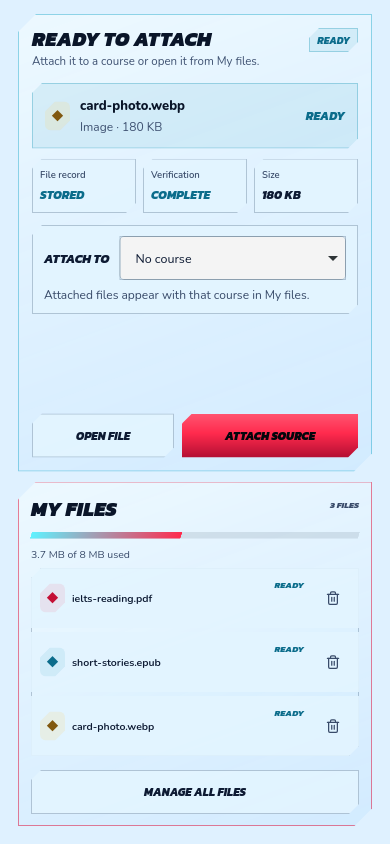 READY TO ATTACH
READY
Attach it to a course or open it from My files.
card-photo.webp
Image · 180 KB
READY
File record
STORED
Verification
COMPLETE
Size
180 KB
ATTACH TO
No course
Attached files appear with that course in My files.
OPEN FILE
ATTACH SOURCE
MY FILES
3 FILES
3.7 MB of 8 MB used
ielts-reading.pdf
READY
short-stories.epub
READY
card-photo.webp
READY
MANAGE ALL FILES